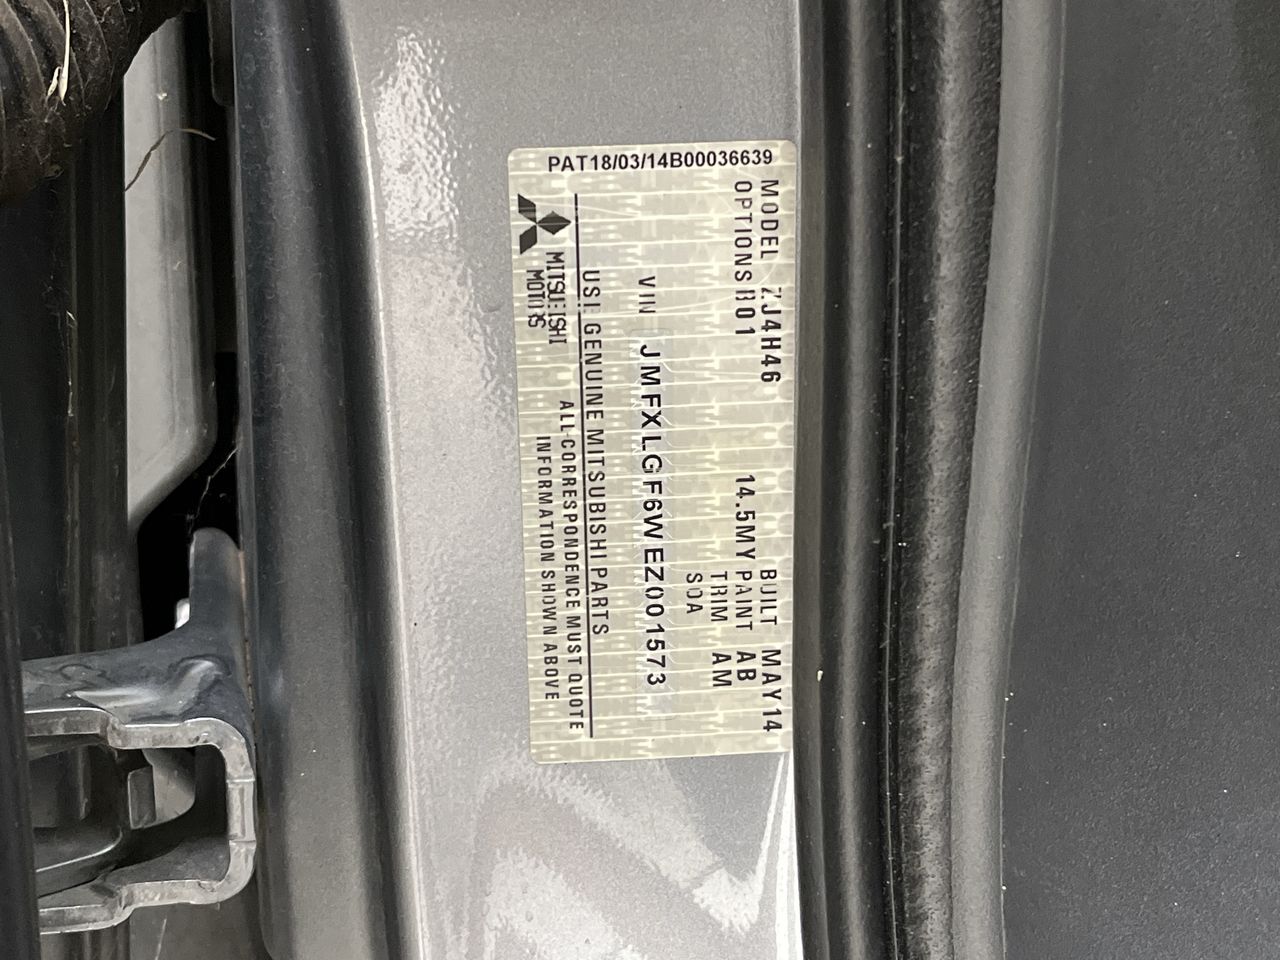 PAT18/03/14B00036639
MODEL ZJ4H46 BUILT MAY14
OPTIONS B01 14.5MY PAINT AB
TRIM AM
SOA
VIN JMFXLGF6WEZ001573
USE GENUINE MITSUBISHI PARTS
MITSUBISHI
MOTORS
ALL CORRESPONDENCE MUST QUOTE
INFORMATION SHOWN ABOVE